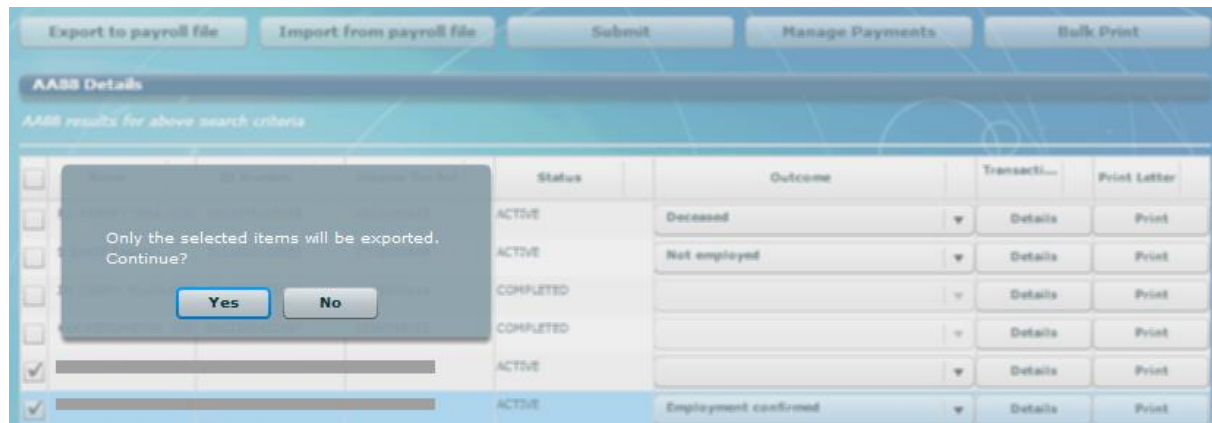 Export to payroll file Import from payroll file Submit Manage Payments Bulk Print
AA88 Details
AA88 results for above search criteria
Status Outcome Transacti... Print Letter
ACTIVE Deceased Details Print
ACTIVE Not employed Details Print
COMPLETED Details Print
COMPLETED Details Print
ACTIVE Details Print
ACTIVE Employment confirmed Details Print
Only the selected items will be exported.
Continue?
Yes No